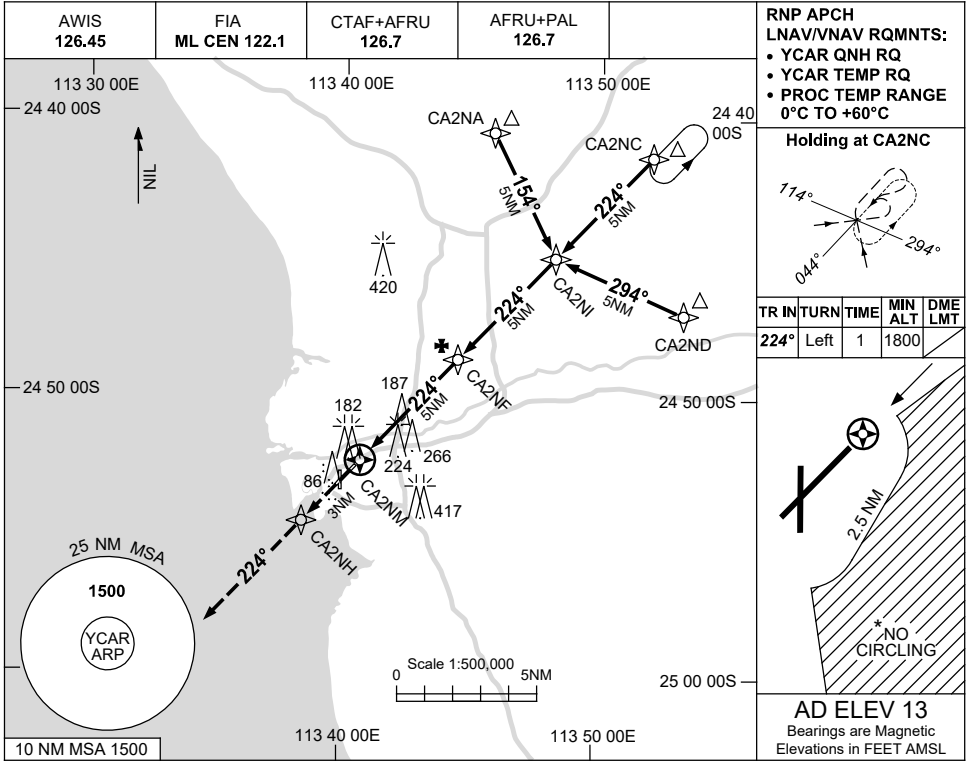 AWIS
126.45
FIA
ML CEN 122.1
CTAF+AFRU
126.7
AFRU+PAL
126.7
RNP APCH
LNAV/VNAV RQMNTS:
• YCAR QNH RQ
• YCAR TEMP RQ
• PROC TEMP RANGE
0°C TO +60°C
113 30 00E
113 40 00E
113 50 00E
24 40 00S
24 40
00S
NIL
CA2NA
CA2NC
154°
5NM
224°
5NM
420
CA2NI
294°
5NM
CA2ND
224°
5NM
CA2NF
24 50 00S
24 50 00S
187
224°
5NM
182
266
224
86
CA2NM
417
3NM
CA2NH
224°
25 NM MSA
1500
YCAR
ARP
10 NM MSA 1500
Scale 1:500,000
0
5NM
25 00 00S
113 40 00E
113 50 00E
Holding at CA2NC
114°
294°
044°
TR IN TURN TIME MIN ALT DME LMT
224° Left 1 1800
2.5 NM
*NO
CIRCLING
AD ELEV 13
Bearings are Magnetic
Elevations in FEET AMSL